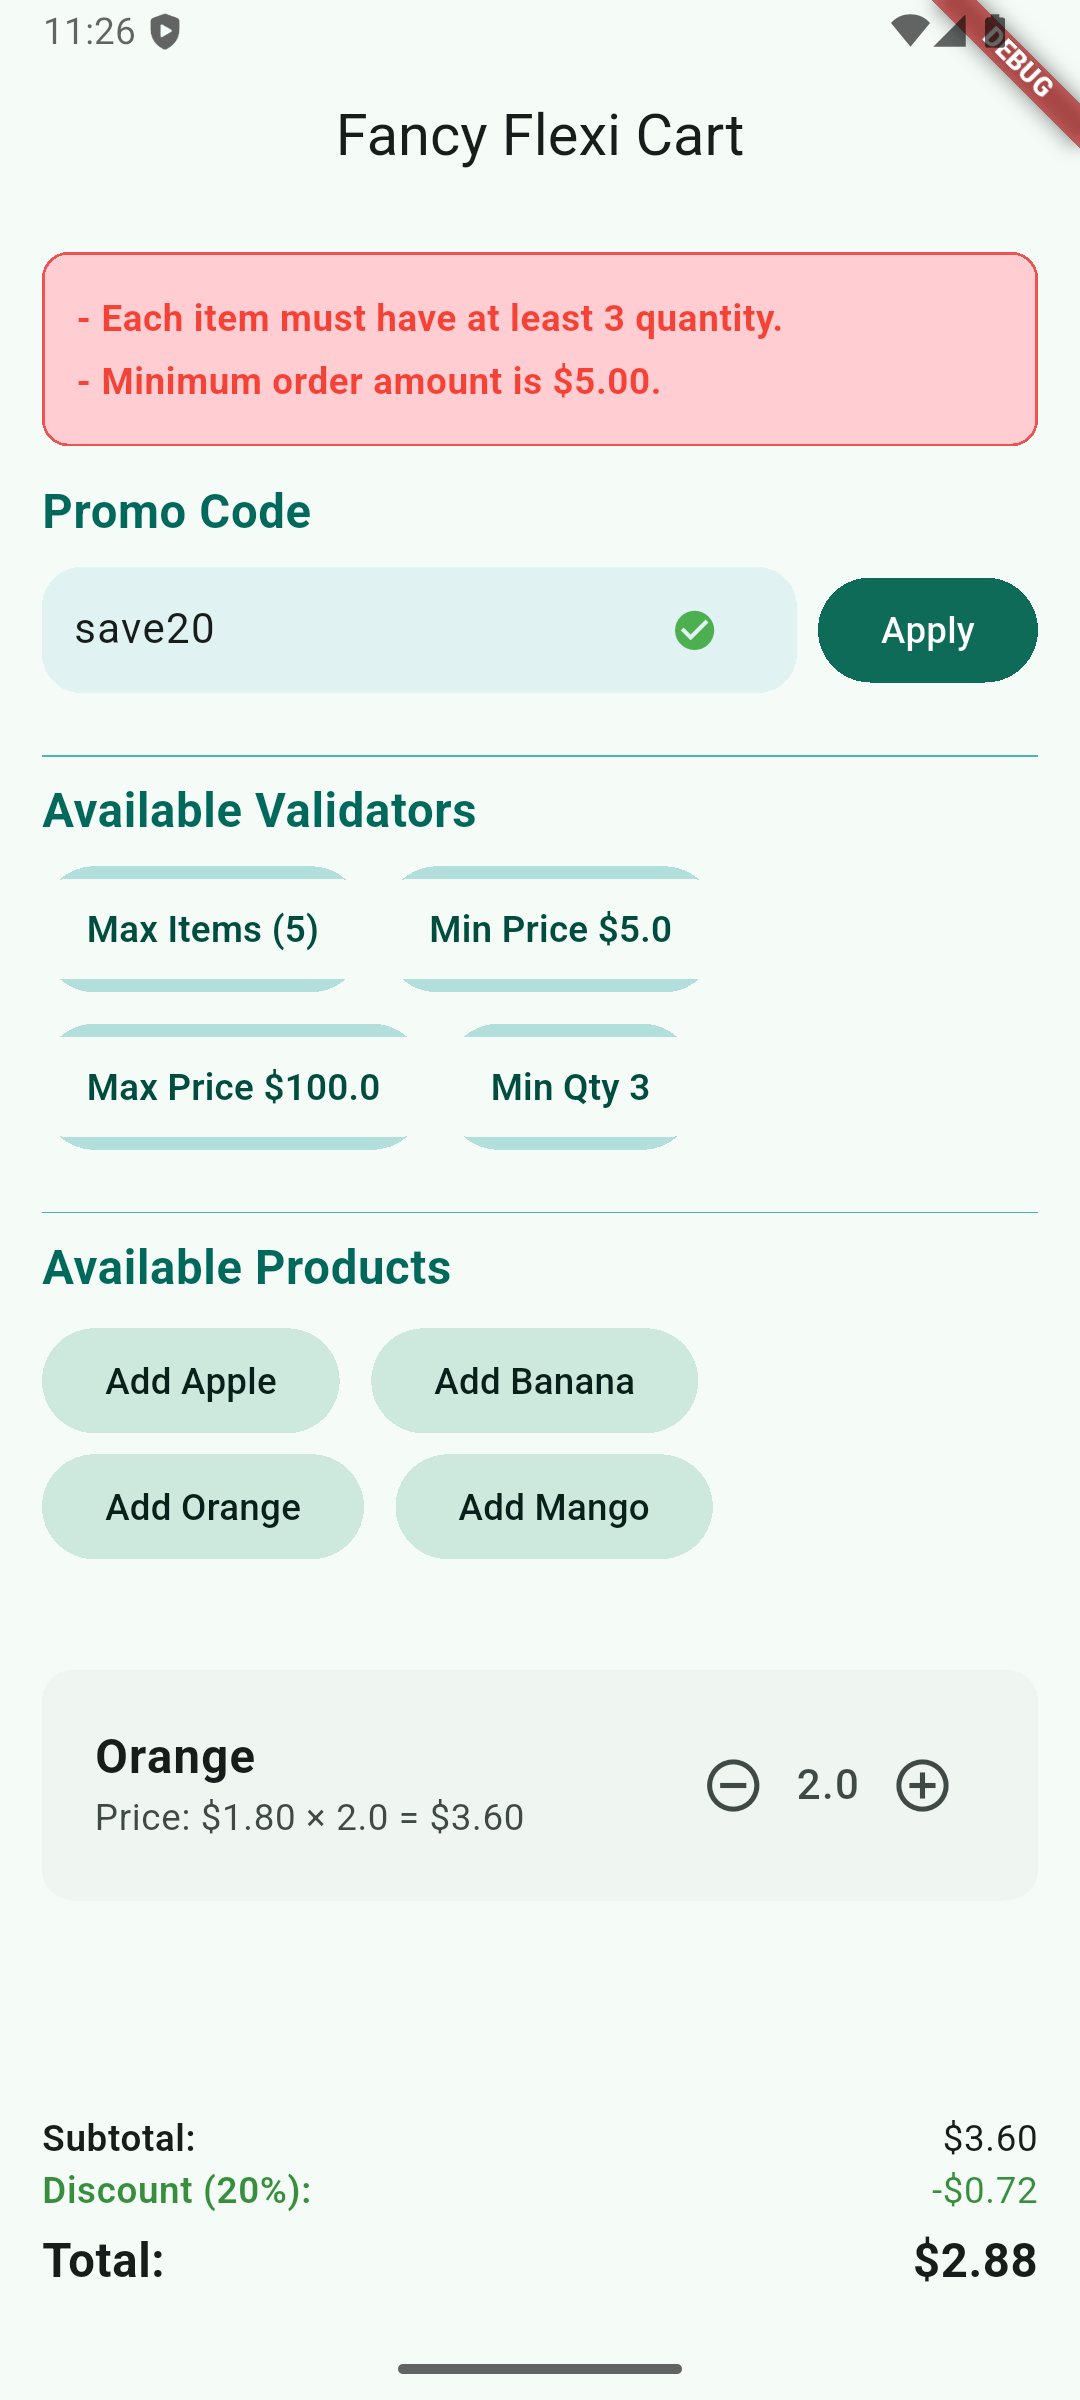 11:26
DEBUG
Fancy Flexi Cart
- Each item must have at least 3 quantity.
- Minimum order amount is $5.00.
Promo Code
save20
Apply
Available Validators
Max Items (5) Min Price $5.0
Max Price $100.0 Min Qty 3
Available Products
Add Apple Add Banana
Add Orange Add Mango
Orange
Price: $1.80 × 2.0 = $3.60
2.0
Subtotal: $3.60
Discount (20%): -$0.72
Total: $2.88